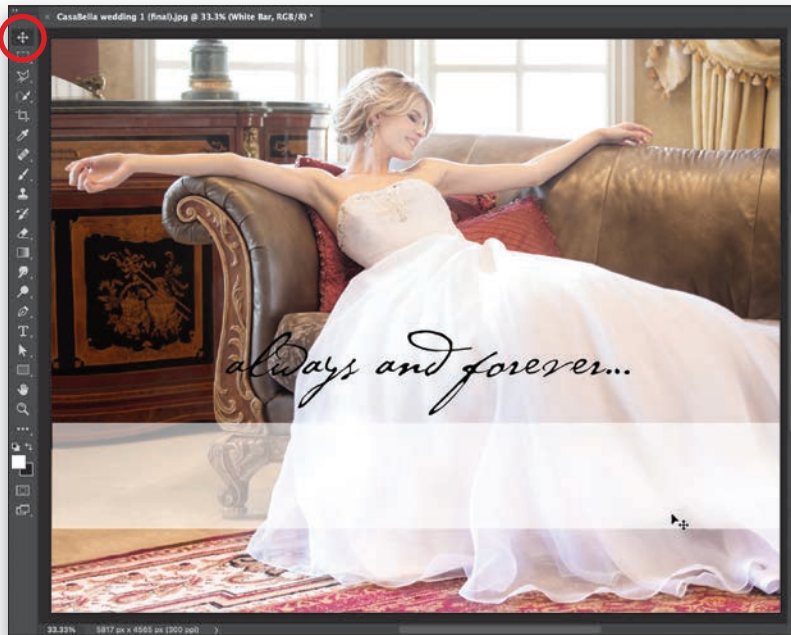 CasaBella wedding 1 (final).jpg @ 33.3% (White Bar, RGB/8) *
always and forever...
33.33%
5817 px x 4565 px (300 ppi)